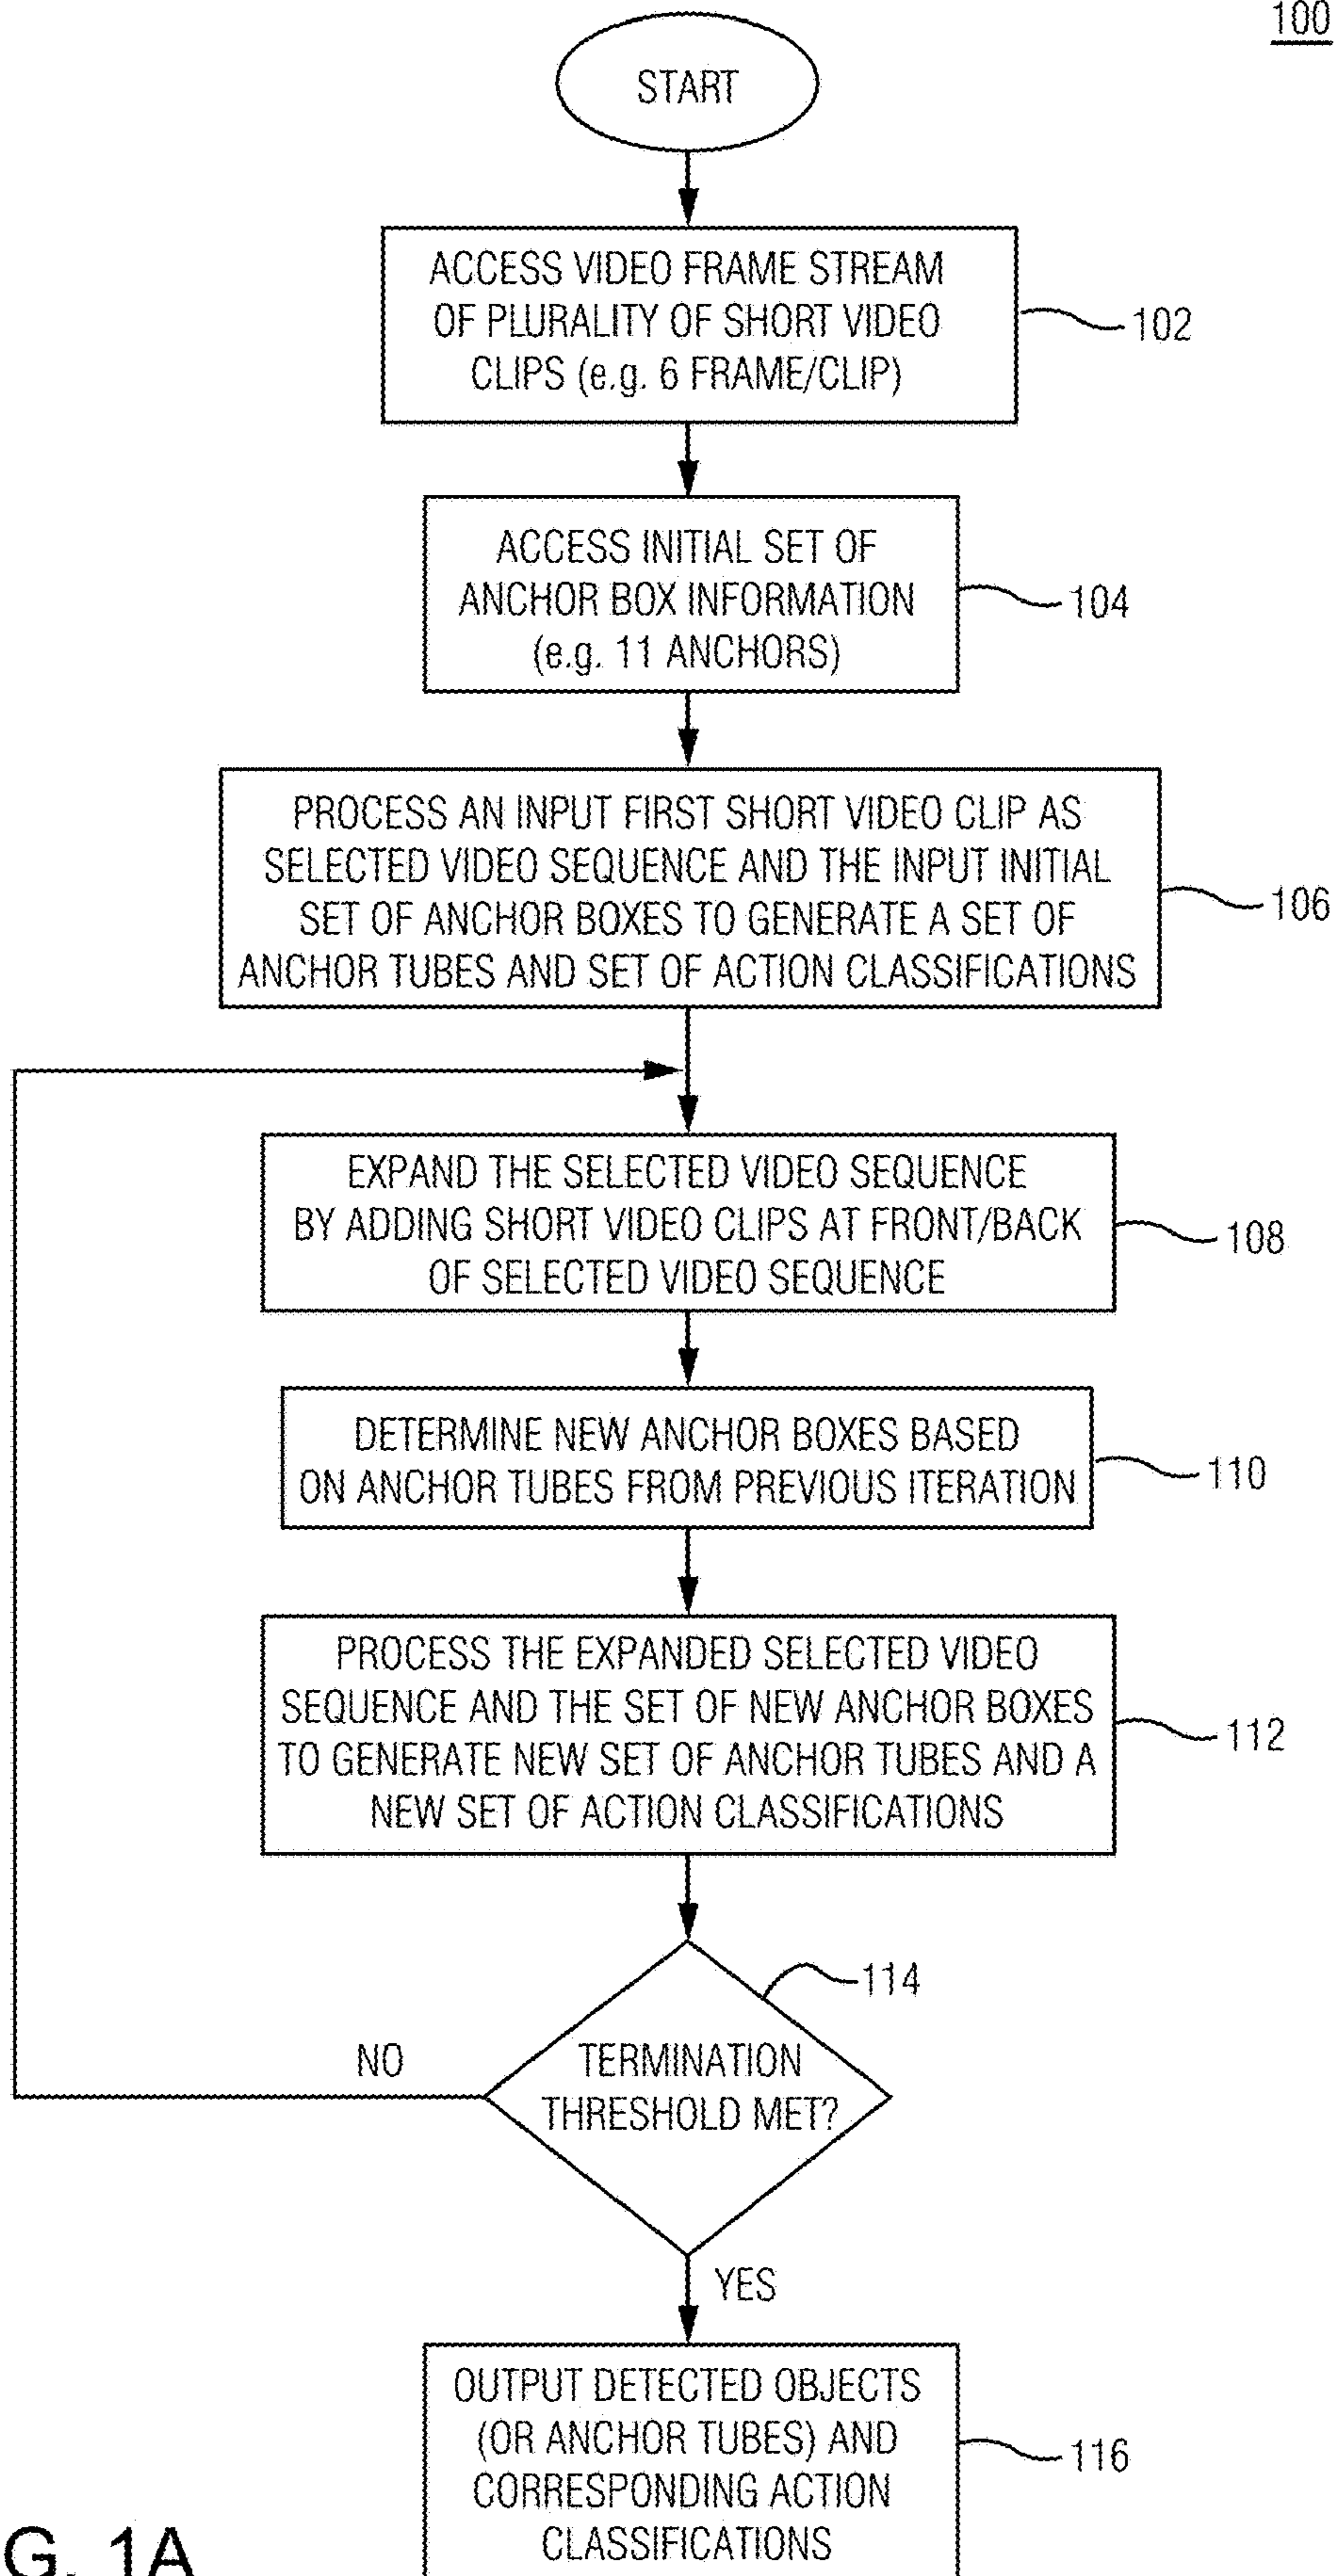 100
START
ACCESS VIDEO FRAME STREAM
OF PLURALITY OF SHORT VIDEO
CLIPS (e.g. 6 FRAME/CLIP)
102
ACCESS INITIAL SET OF
ANCHOR BOX INFORMATION
(e.g. 11 ANCHORS)
104
PROCESS AN INPUT FIRST SHORT VIDEO CLIP AS
SELECTED VIDEO SEQUENCE AND THE INPUT INITIAL
SET OF ANCHOR BOXES TO GENERATE A SET OF
ANCHOR TUBES AND SET OF ACTION CLASSIFICATIONS
106
EXPAND THE SELECTED VIDEO SEQUENCE
BY ADDING SHORT VIDEO CLIPS AT FRONT/BACK
OF SELECTED VIDEO SEQUENCE
108
DETERMINE NEW ANCHOR BOXES BASED
ON ANCHOR TUBES FROM PREVIOUS ITERATION
110
PROCESS THE EXPANDED SELECTED VIDEO
SEQUENCE AND THE SET OF NEW ANCHOR BOXES
TO GENERATE NEW SET OF ANCHOR TUBES AND A
NEW SET OF ACTION CLASSIFICATIONS
112
114
TERMINATION
THRESHOLD MET?
NO
YES
OUTPUT DETECTED OBJECTS
(OR ANCHOR TUBES) AND
CORRESPONDING ACTION
CLASSIFICATIONS
116
G. 1A